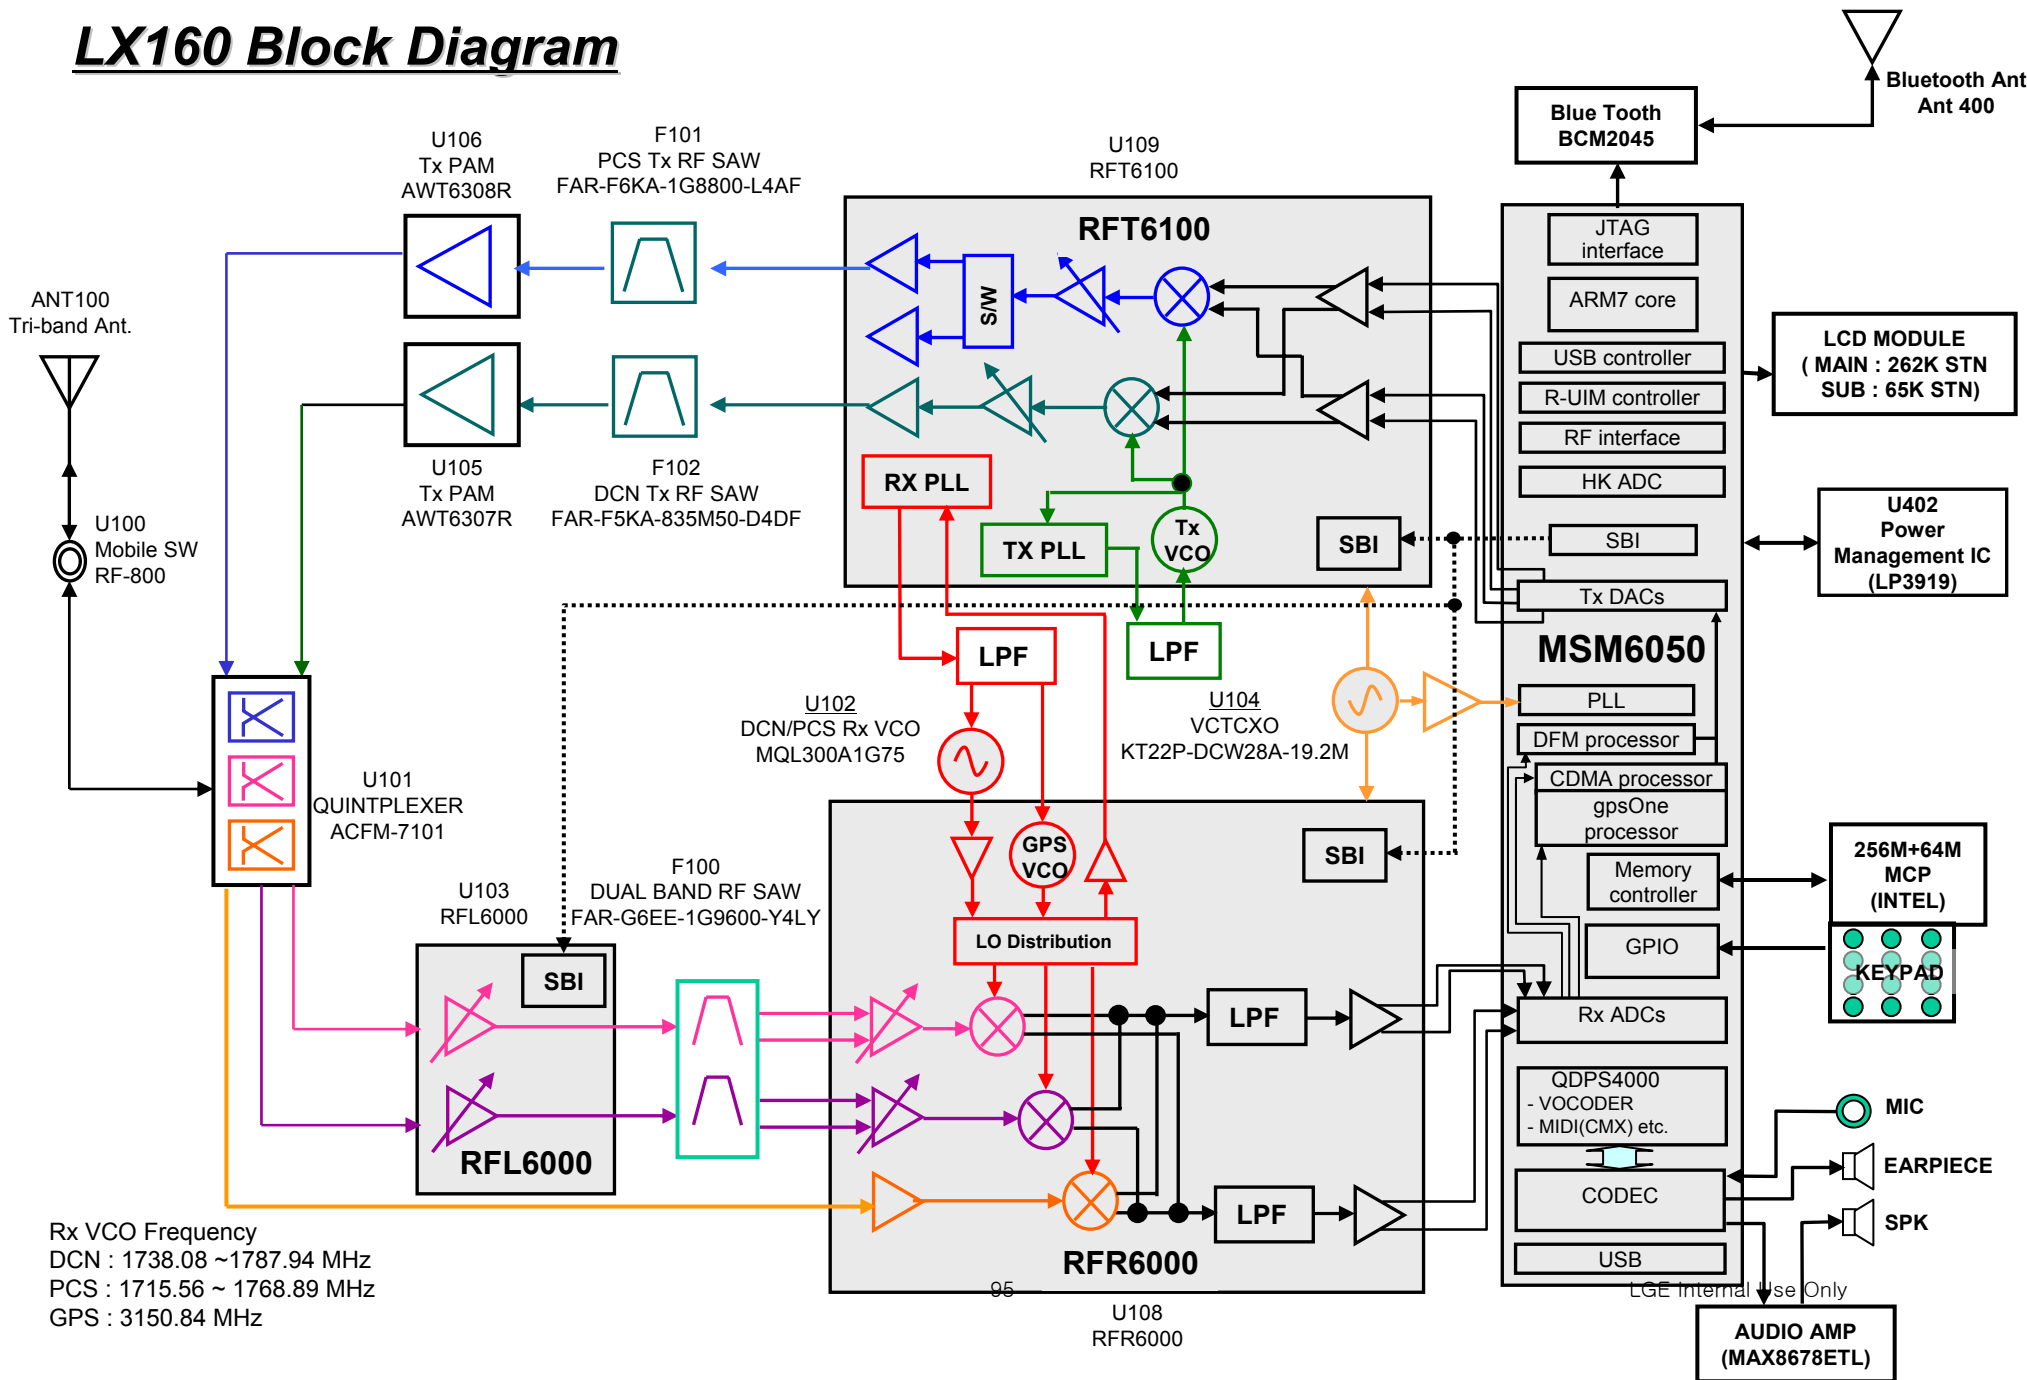 LX160 Block Diagram
Bluetooth Ant
Ant 400
Blue Tooth
BCM2045
U106
Tx PAM
AWT6308R
F101
PCS Tx RF SAW
FAR-F6KA-1G8800-L4AF
U109
RFT6100
RFT6100
S/W
JTAG
interface
ARM7 core
USB controller
R-UIM controller
RF interface
HK ADC
SBI
Tx DACs
MSM6050
PLL
DFM processor
CDMA processor
gpsOne
processor
Memory
controller
GPIO
Rx ADCs
QDPS4000
- VOCODER
- MIDI(CMX) etc.
CODEC
USB
LCD MODULE
( MAIN : 262K STN
SUB : 65K STN)
U402
Power
Management IC
(LP3919)
256M+64M
MCP
(INTEL)
KEYPAD
MIC
EARPIECE
SPK
AUDIO AMP
(MAX8678ETL)
ANT100
Tri-band Ant.
U100
Mobile SW
RF-800
U105
Tx PAM
AWT6307R
F102
DCN Tx RF SAW
FAR-F5KA-835M50-D4DF
RX PLL
TX PLL
Tx
VCO
SBI
LPF
LPF
U102
DCN/PCS Rx VCO
MQL300A1G75
U104
VCTCXO
KT22P-DCW28A-19.2M
U101
QUINTPLEXER
ACFM-7101
U103
RFL6000
F100
DUAL BAND RF SAW
FAR-G6EE-1G9600-Y4LY
GPS
VCO
SBI
LO Distribution
SBI
LPF
RFL6000
LPF
RFR6000
U108
RFR6000
Rx VCO Frequency
DCN : 1738.08 ~1787.94 MHz
PCS : 1715.56 ~ 1768.89 MHz
GPS : 3150.84 MHz
95
LGE Internal Use Only